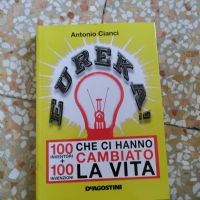 Antonio Cianci
EUREKA!
100
INVENTORI
+
100
INVENZIONI
CHE CI HANNO
CAMBIATO
LA VITA
DeAGOSTINI